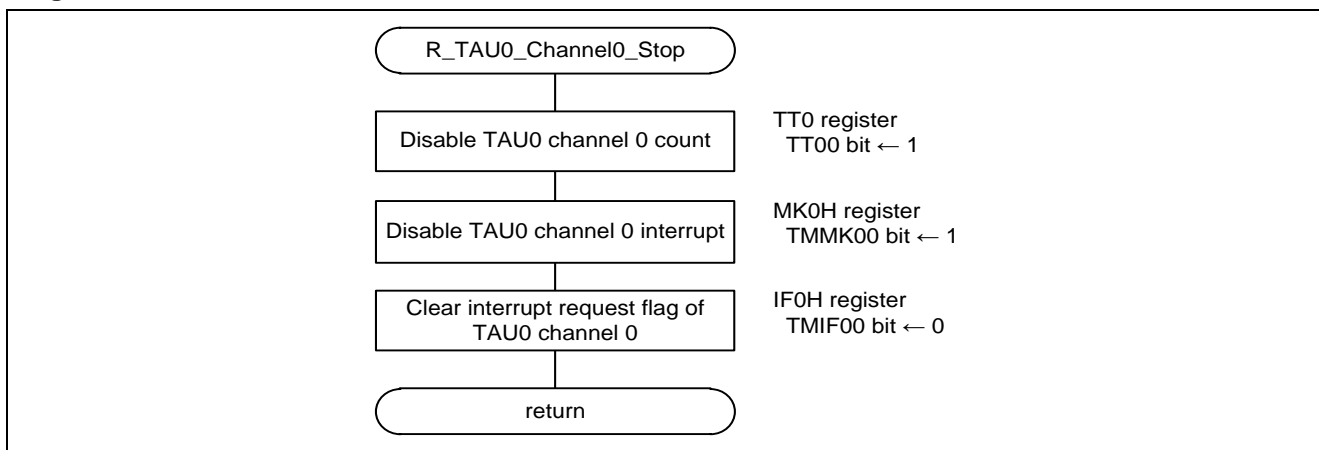 R_TAU0_Channel0_Stop
Disable TAU0 channel 0 count
TT0 register
TT00 bit ← 1
Disable TAU0 channel 0 interrupt
MK0H register
TMMK00 bit ← 1
Clear interrupt request flag of
TAU0 channel 0
IF0H register
TMIF00 bit ← 0
return